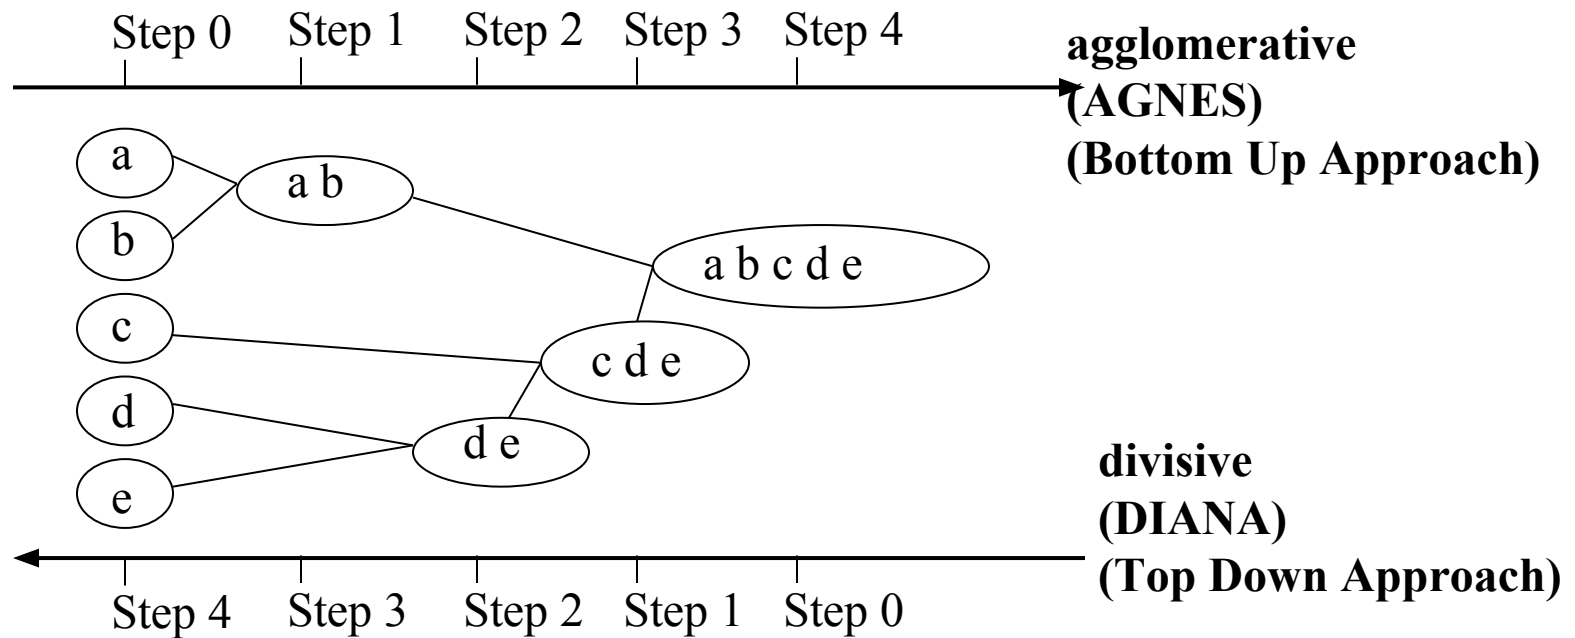 Step 0 Step 1 Step 2 Step 3 Step 4
agglomerative
(AGNES)
(Bottom Up Approach)
a
a b
b
a b c d e
c
c d e
d
d e
e
divisive
(DIANA)
(Top Down Approach)
Step 4 Step 3 Step 2 Step 1 Step 0